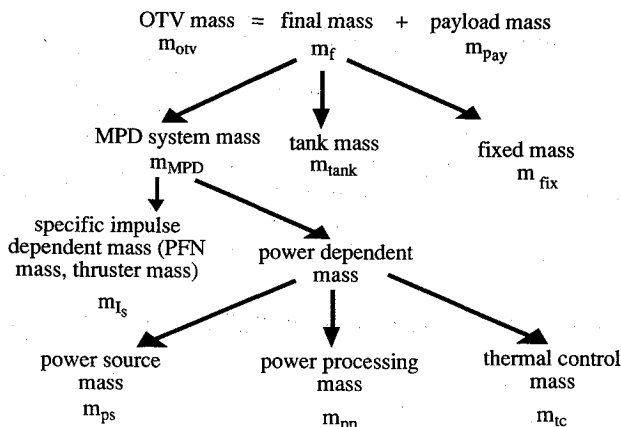 OTV mass = final mass + payload mass
m_otv m_f m_pay
MPD system mass
m_MPD
tank mass
m_tank
fixed mass
m_fix
specific impulse
dependent mass (PFN
mass, thruster mass)
m_Is
power dependent
mass
power source
mass
m_ps
power processing
mass
m_pp
thermal control
mass
m_tc